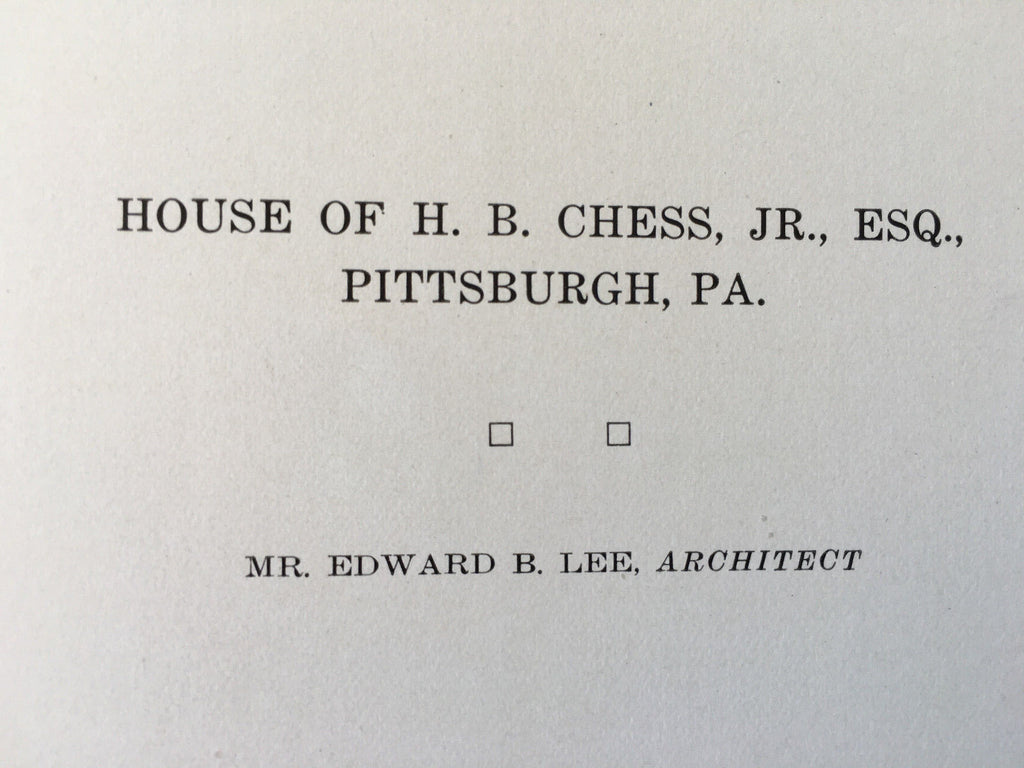 HOUSE OF H. B. CHESS, JR., ESQ.,
PITTSBURGH, PA.
MR. EDWARD B. LEE, ARCHITECT